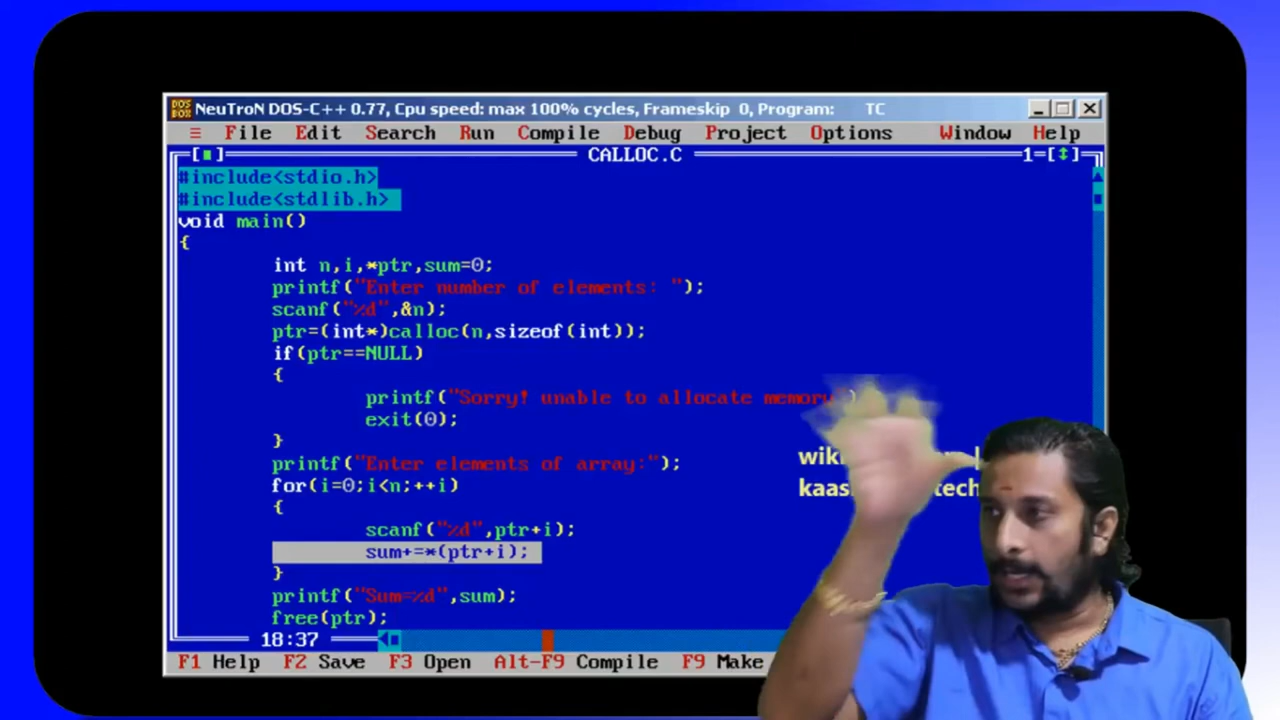 NeuTroN DOS-C++ 0.77, Cpu speed: max 100% cycles, Frameskip 0, Program: TC
≡ File Edit Search Run Compile Debug Project Options Window Help
CALLOC.C 1=[↕]
#include<stdio.h>
#include<stdlib.h>
void main()
{
int n,i,*ptr,sum=0;
printf("Enter number of elements: ");
scanf("%d",&n);
ptr=(int*)calloc(n,sizeof(int));
if(ptr==NULL)
{
printf("Sorry! unable to allocate memory")
exit(0);
}
printf("Enter elements of array:");
for(i=0;i<n;++i)
{
scanf("%d",ptr+i);
sum+=*(ptr+i);
}
printf("Sum=%d",sum);
free(ptr);
18:37
F1 Help F2 Save F3 Open Alt-F9 Compile F9 Make